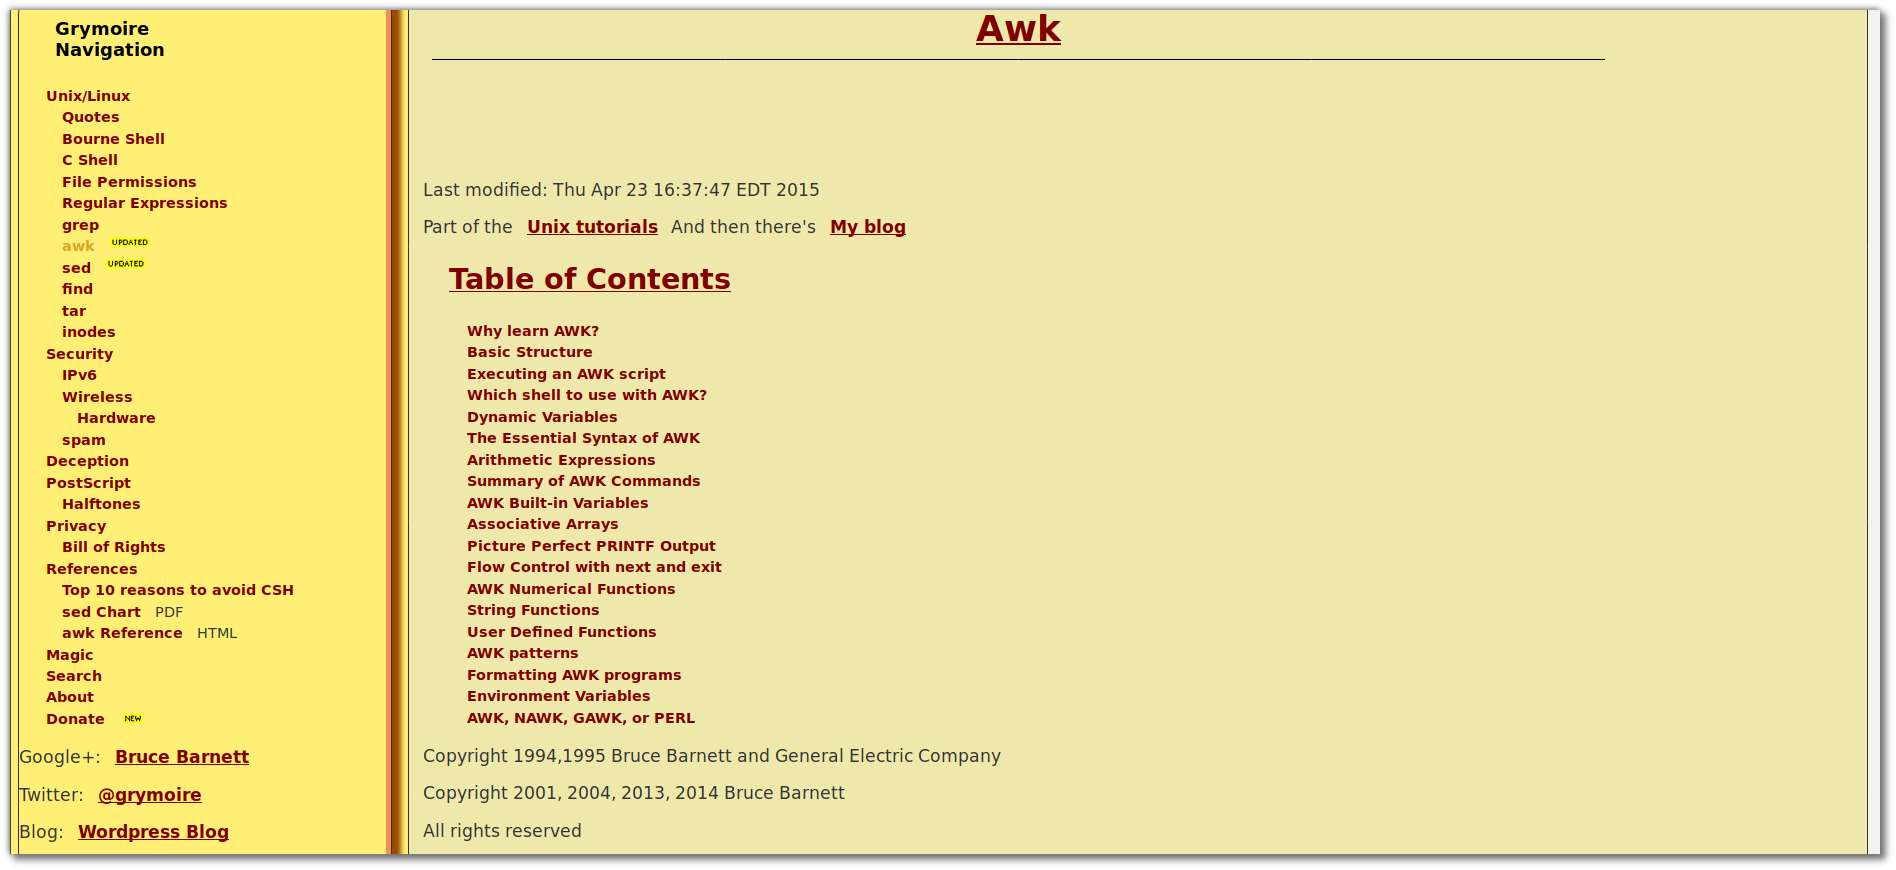 Grymoire
Navigation
Unix/Linux
Quotes
Bourne Shell
C Shell
File Permissions
Regular Expressions
grep
awk UPDATED
sed UPDATED
find
tar
inodes
Security
IPv6
Wireless
Hardware
spam
Deception
PostScript
Halftones
Privacy
Bill of Rights
References
Top 10 reasons to avoid CSH
sed Chart PDF
awk Reference HTML
Magic
Search
About
Donate NEW
Google+: Bruce Barnett
Twitter: @grymoire
Blog: Wordpress Blog
Awk
Last modified: Thu Apr 23 16:37:47 EDT 2015
Part of the Unix tutorials And then there's My blog
Table of Contents
Why learn AWK?
Basic Structure
Executing an AWK script
Which shell to use with AWK?
Dynamic Variables
The Essential Syntax of AWK
Arithmetic Expressions
Summary of AWK Commands
AWK Built-in Variables
Associative Arrays
Picture Perfect PRINTF Output
Flow Control with next and exit
AWK Numerical Functions
String Functions
User Defined Functions
AWK patterns
Formatting AWK programs
Environment Variables
AWK, NAWK, GAWK, or PERL
Copyright 1994,1995 Bruce Barnett and General Electric Company
Copyright 2001, 2004, 2013, 2014 Bruce Barnett
All rights reserved